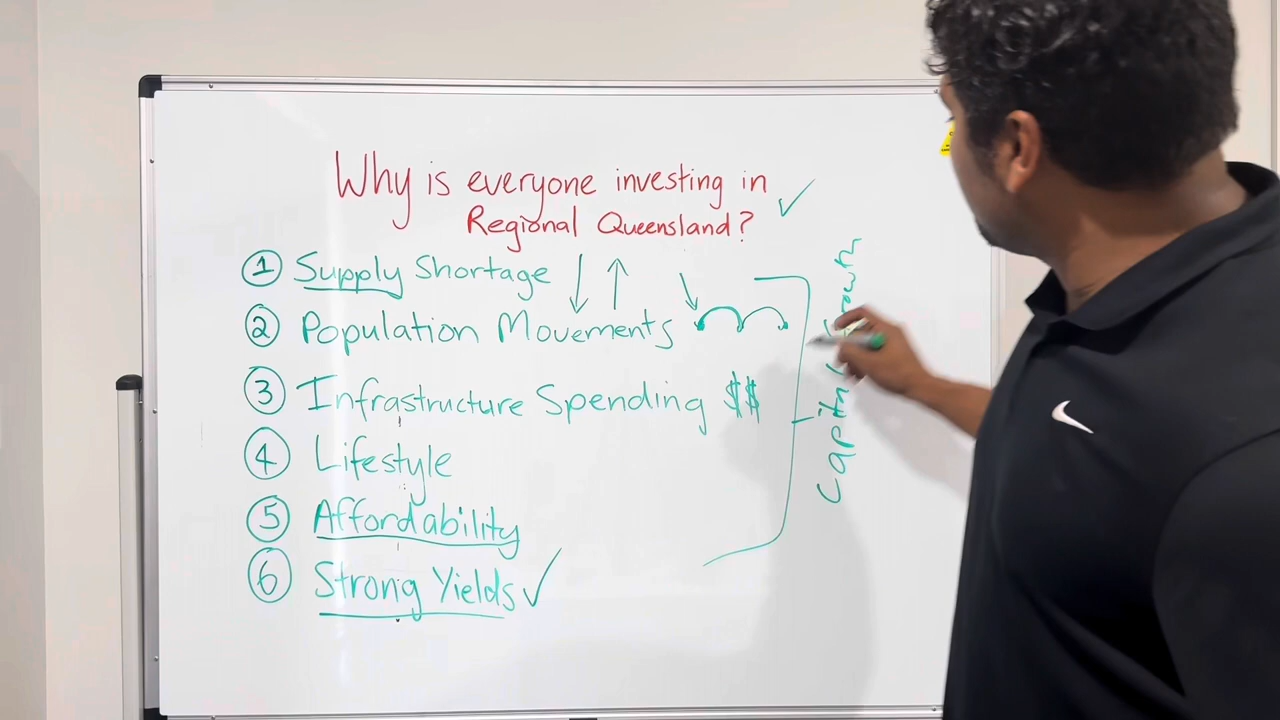 Why is everyone investing in
Regional Queensland?
1 Supply Shortage
2 Population Movements
3 Infrastructure Spending $$
4 Lifestyle
5 Affordability
6 Strong Yields
Capital